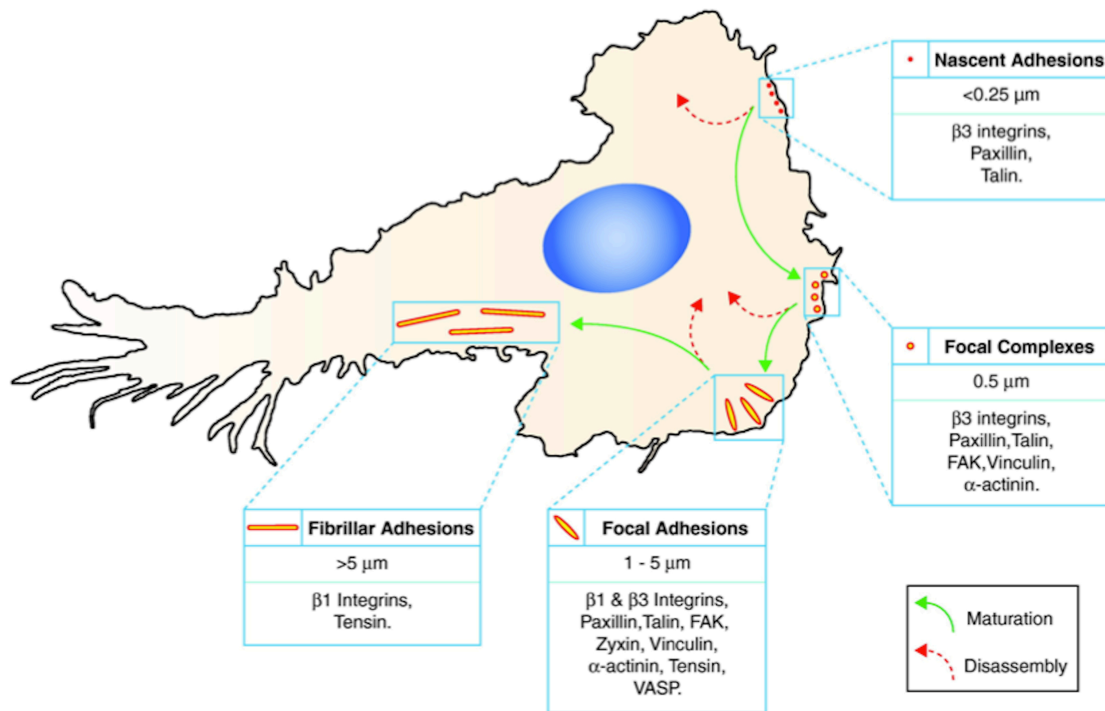 Nascent Adhesions
<0.25 μm
β3 integrins,
Paxillin,
Talin.
Focal Complexes
0.5 μm
β3 integrins,
Paxillin,Talin,
FAK,Vinculin,
α-actinin.
Fibrillar Adhesions
>5 μm
β1 Integrins,
Tensin.
Focal Adhesions
1 - 5 μm
β1 & β3 Integrins,
Paxillin,Talin, FAK,
Zyxin, Vinculin,
α-actinin, Tensin,
VASP.
Maturation
Disassembly